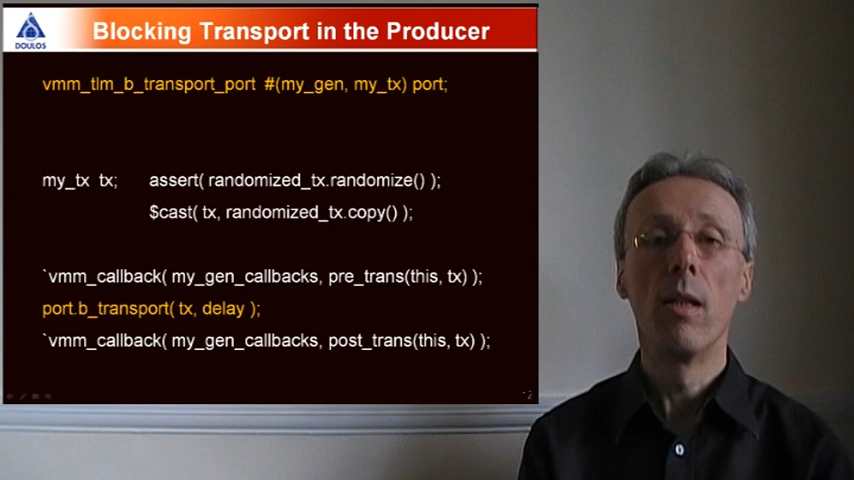 Blocking Transport in the Producer
DOULOS
vmm_tlm_b_transport_port #(my_gen, my_tx) port;
my_tx tx; assert( randomized_tx.randomize() );
$cast( tx, randomized_tx.copy() );
`vmm_callback( my_gen_callbacks, pre_trans(this, tx) );
port.b_transport( tx, delay );
`vmm_callback( my_gen_callbacks, post_trans(this, tx) );